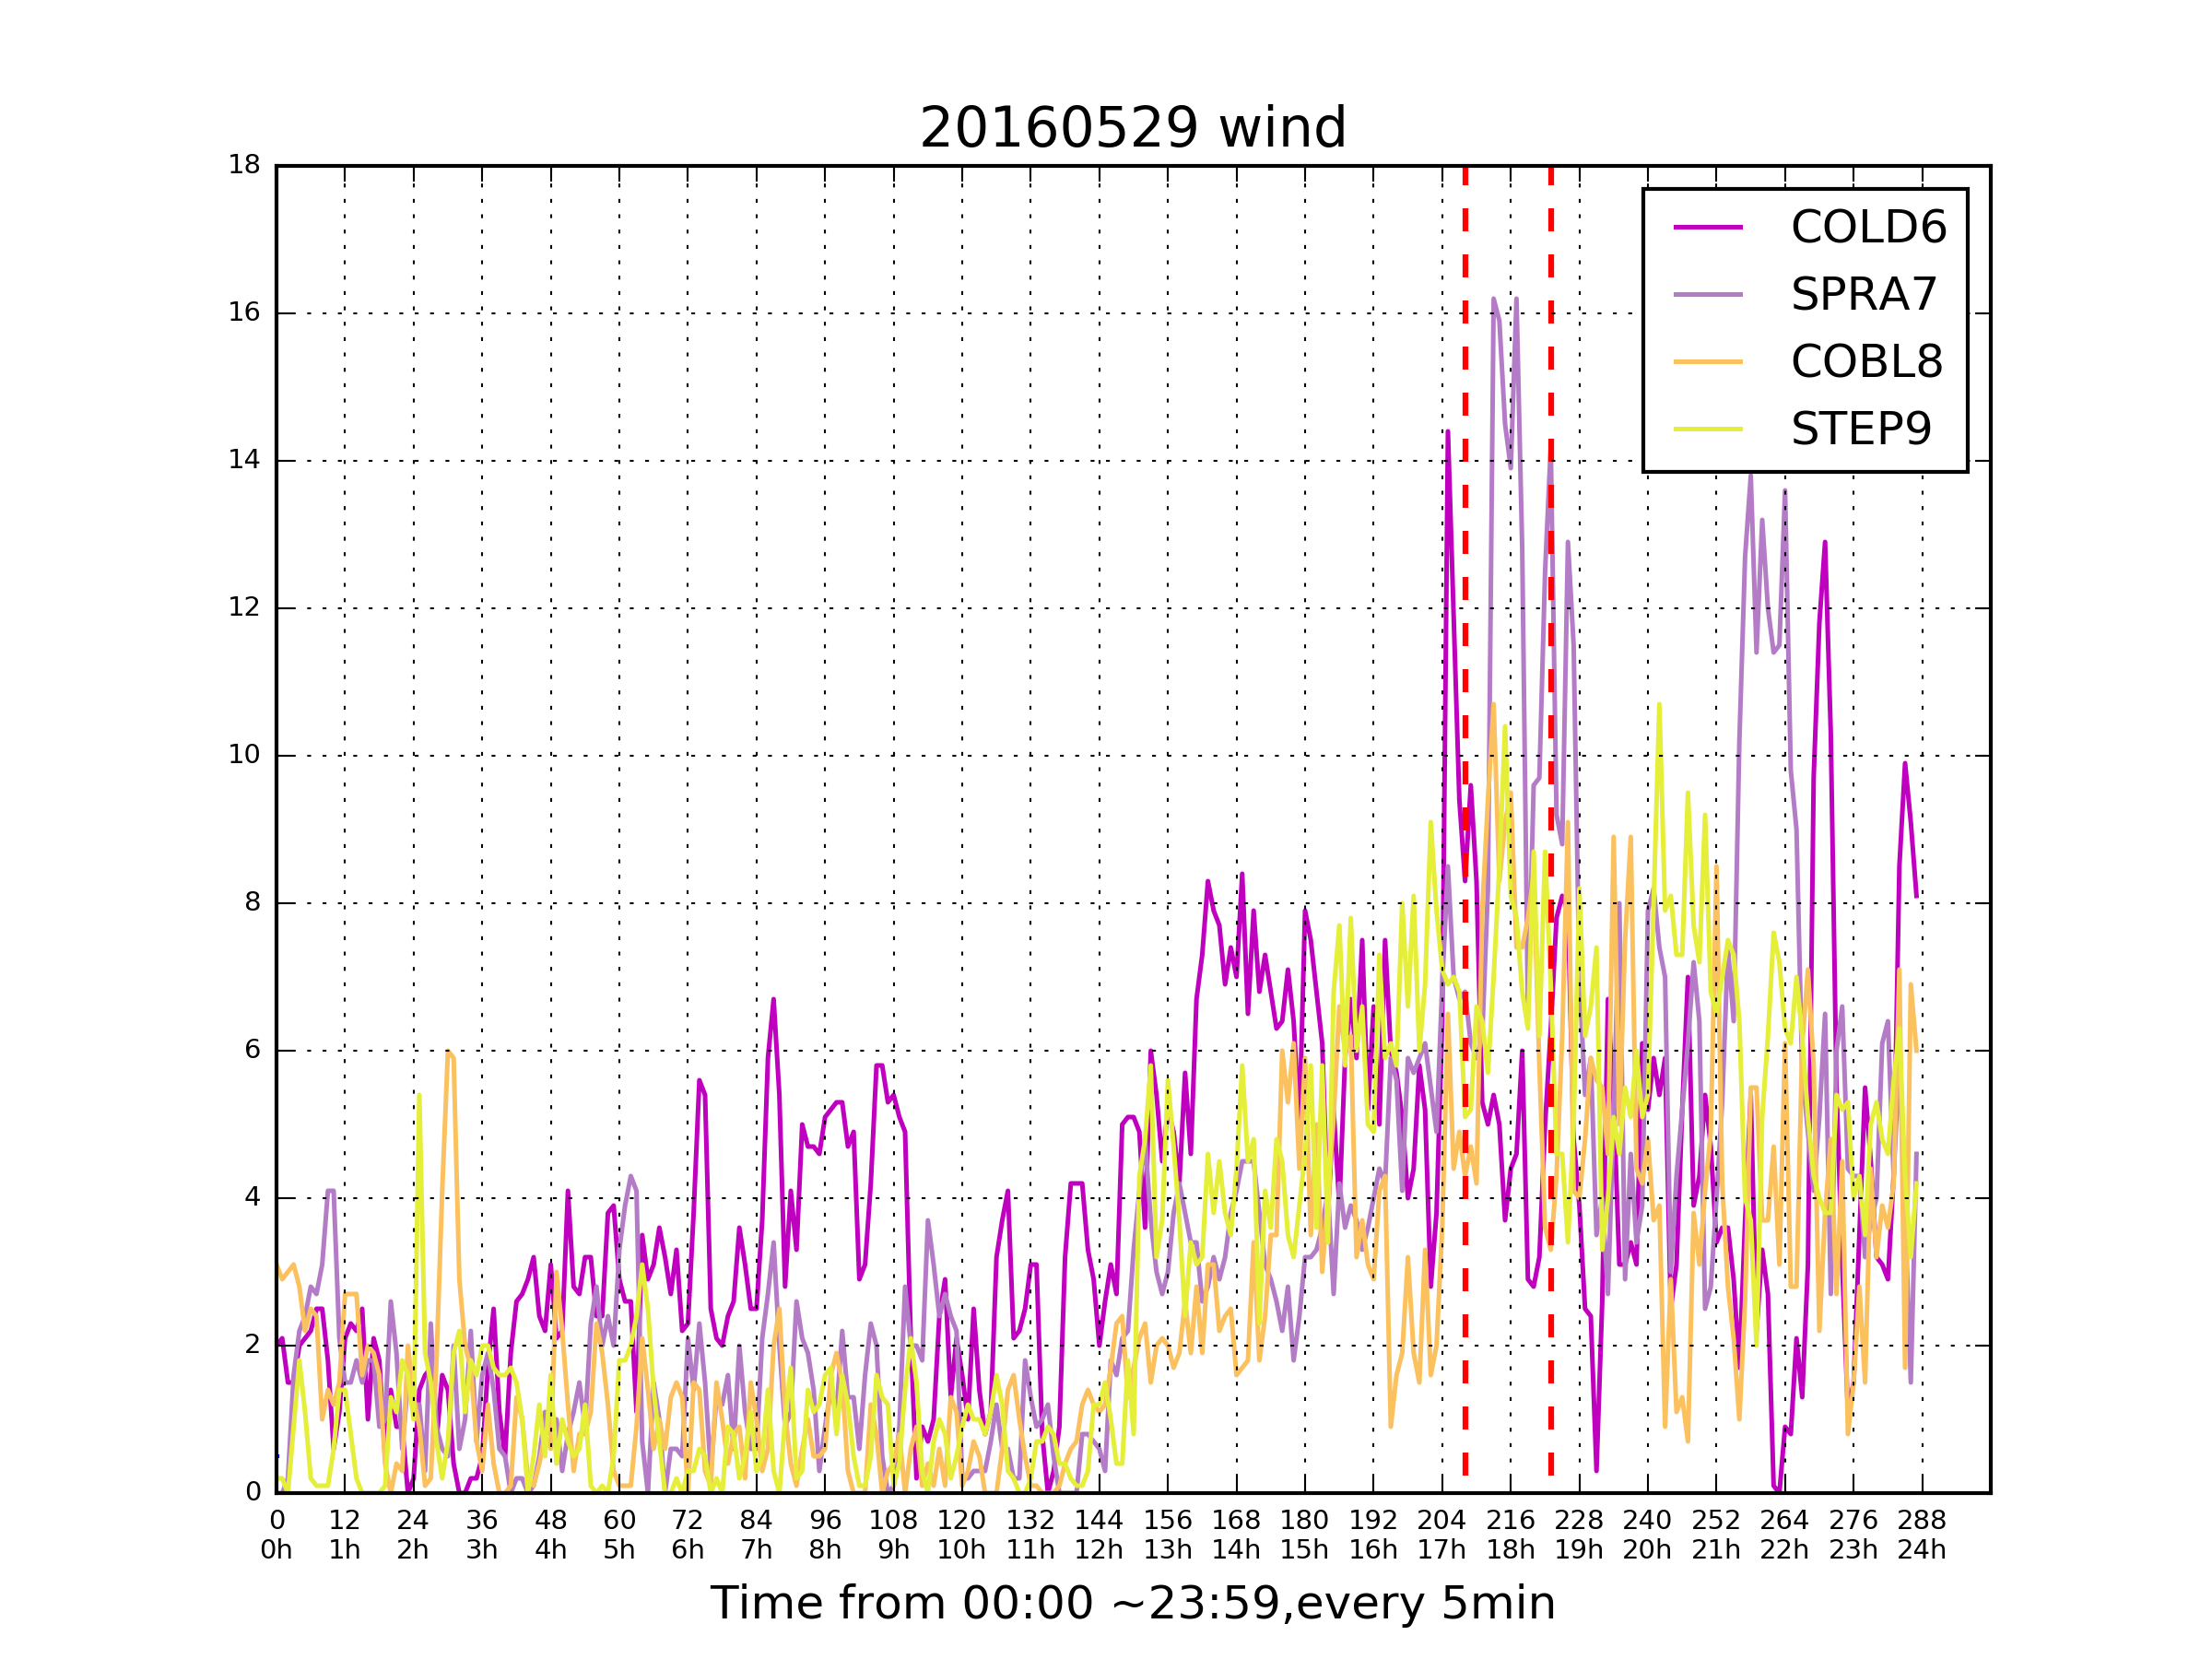 20160529 wind
18
16
14
12
10
8
6
4
2
0
COLD6
SPRA7
COBL8
STEP9
0 12 24 36 48 60 72 84 96 108 120 132 144 156 168 180 192 204 216 228 240 252 264 276 288
0h 1h 2h 3h 4h 5h 6h 7h 8h 9h 10h 11h 12h 13h 14h 15h 16h 17h 18h 19h 20h 21h 22h 23h 24h
Time from 00:00 ~23:59,every 5min